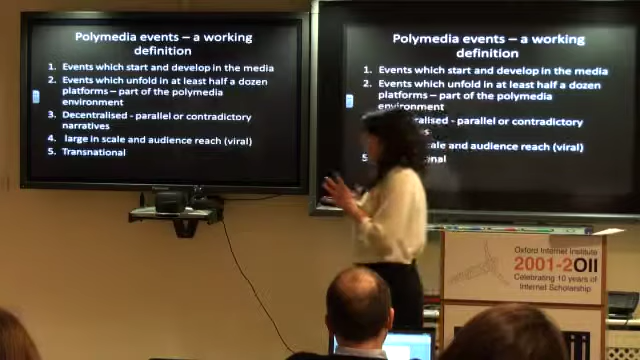 Polymedia events – a working
definition
1. Events which start and develop in the media
2. Events which unfold in at least half a dozen
platforms – part of the polymedia
environment
3. Decentralised - parallel or contradictory
narratives
4. large in scale and audience reach (viral)
5. Transnational
Polymedia events – a working
definition
1. Events which start and develop in the media
2. Events which unfold in at least half a dozen
platforms – part of the polymedia
environment
parallel or contradictory
and audience reach (viral)
Oxford Internet Institute
2001-2OII
Celebrating 10 years of
Internet Scholarship